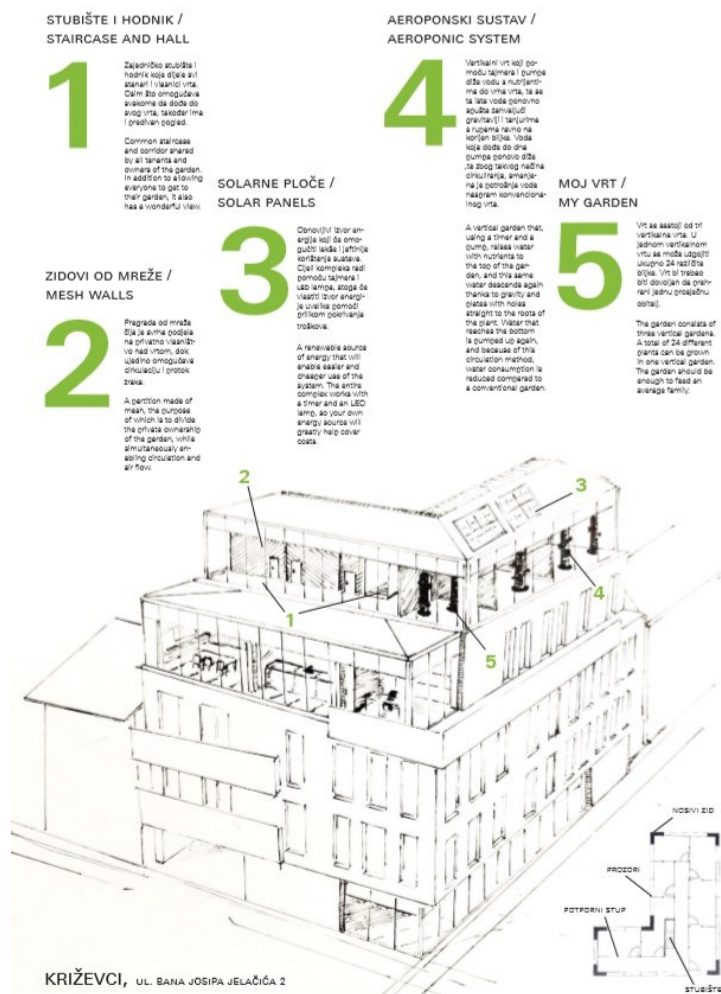 STUBIŠTE I HODNIK /
STAIRCASE AND HALL
1
Zajedničko stubište i
hodnik koje dijele svi
stanari i vlasnici vrta.
Osim što omogućava
svakome da dođe do
svog vrta, također ima
i predivan pogled.
Common staircase
and corridor shared
by all tenants and
owners of the garden.
In addition to allowing
everyone to get to
their garden, it also
has a wonderful view.
ZIDOVI OD MREŽE /
MESH WALLS
2
Pregrada od mreže
čija je svrha podjela
na privatno vlasništ-
vo nad vrtom, dok
ujedino omogućava
cirkulaciju i protok
zraka.
A partition made of
mesh, the purpose
of which is to divide
the private ownership
of the garden, while
simultaneously en-
abling circulation and
air flow.
SOLARNE PLOČE /
SOLAR PANELS
3
Obnovljivi izvor en-
ergije koji će omo-
gućiti lakše i jeftinije
korištenje sustava.
Cijeli kompleks radi
pomoću tajmera i
LED lampe, stoga će
vlastiti izvor energi-
je uvelike pomoći
prilikom pokrivanja
troškova.
A renewable source
of energy that will
enable easier and
cheaper use of the
system. The entire
complex works with
a timer and an LED
lamp, so your own
energy source will
greatly help cover
costs.
AEROPONSKI SUSTAV /
AEROPONIC SYSTEM
4
Vertikalni vrt koji po-
moću tajmera i pumpe
diže vodu s nutrijenti-
ma do vrha vrta, te se
ta ista voda ponovno
spušta zahvaljući
gravitaciji i tanjurima
s rupama ravno na
korijen biljke. Voda
koja dođe do dna
pumpa ponovo diže
,te zbog takvog načina
cirkuliranja, smanje-
na je potrošnja vode
naspram konvenciona-
lnog vrta.
A vertical garden that,
using a timer and a
pump, raises water
with nutrients to
the top of the gar-
den, and this same
water descends again
thanks to gravity and
plates with holes
straight to the roots of
the plant. Water that
reaches the bottom
is pumped up again,
and because of this
circulation method,
water consumption is
reduced compared to
a conventional garden.
MOJ VRT /
MY GARDEN
5
Vrt se sastoji od tri
vertikalna vrta. U
jednom vertikalnom
vrtu se može uzgojiti
ukupno 24 različite
biljke. Vrt bi trebao
biti dovoljan da preh-
rani jednu prosječnu
obitelj.
The garden consists of
three vertical gardens.
A total of 24 different
plants can be grown
in one vertical garden.
The garden should be
enough to feed an
average family.
2
3
1
4
5
NOSIVI ZID
PROZORI
POTPORNI STUP
STUBIŠTE
KRIŽEVCI, UL. BANA JOSIPA JELAČIĆA 2